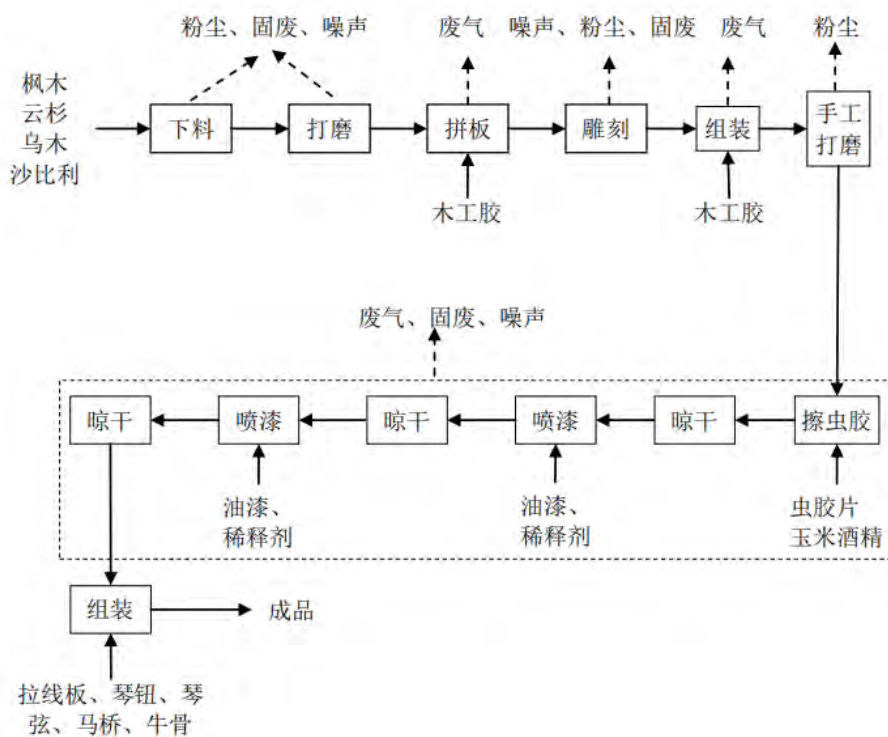 粉尘、固废、噪声
废气
噪声、粉尘、固废
废气
粉尘
枫木
云杉
乌木
沙比利
下料
打磨
拼板
雕刻
组装
手工
打磨
木工胶
木工胶
废气、固废、噪声
晾干
喷漆
晾干
喷漆
晾干
擦虫胶
油漆、
稀释剂
油漆、
稀释剂
虫胶片
玉米酒精
组装
成品
拉线板、琴钮、琴
弦、马桥、牛骨